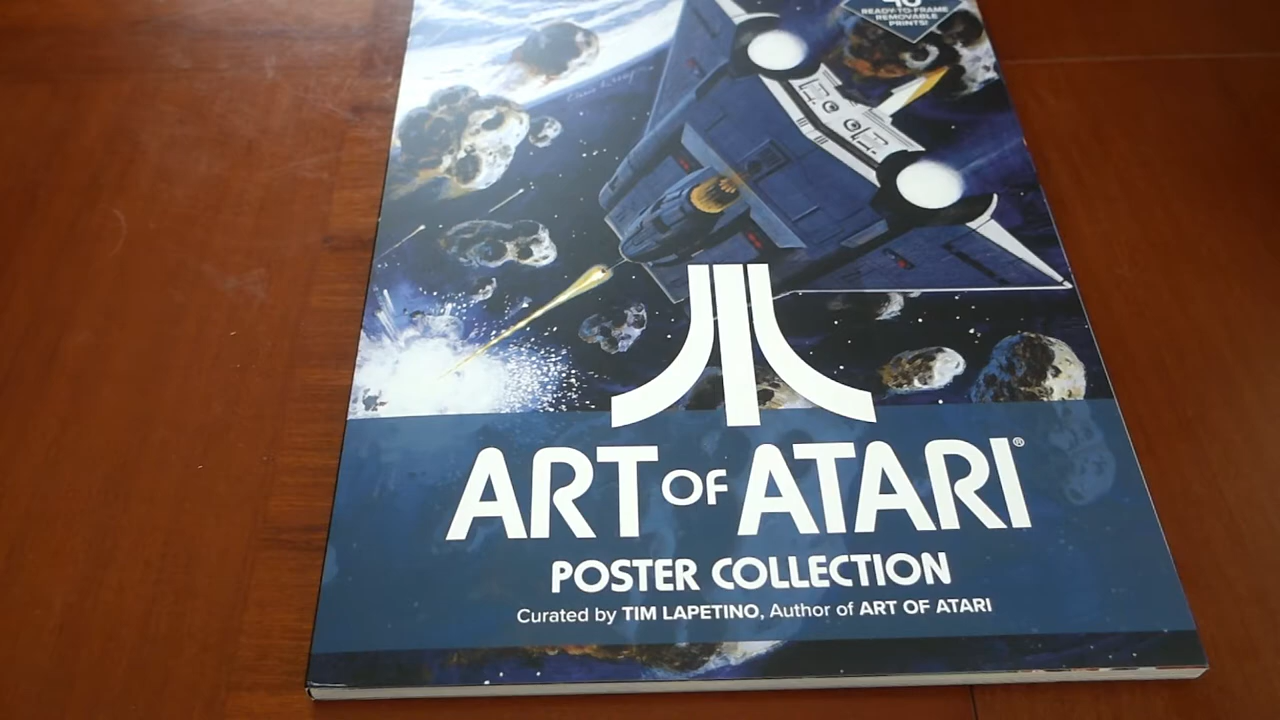 40
READY-TO-FRAME
REMOVABLE
PRINTS!
ART OF ATARI®
POSTER COLLECTION
Curated by TIM LAPETINO, Author of ART OF ATARI